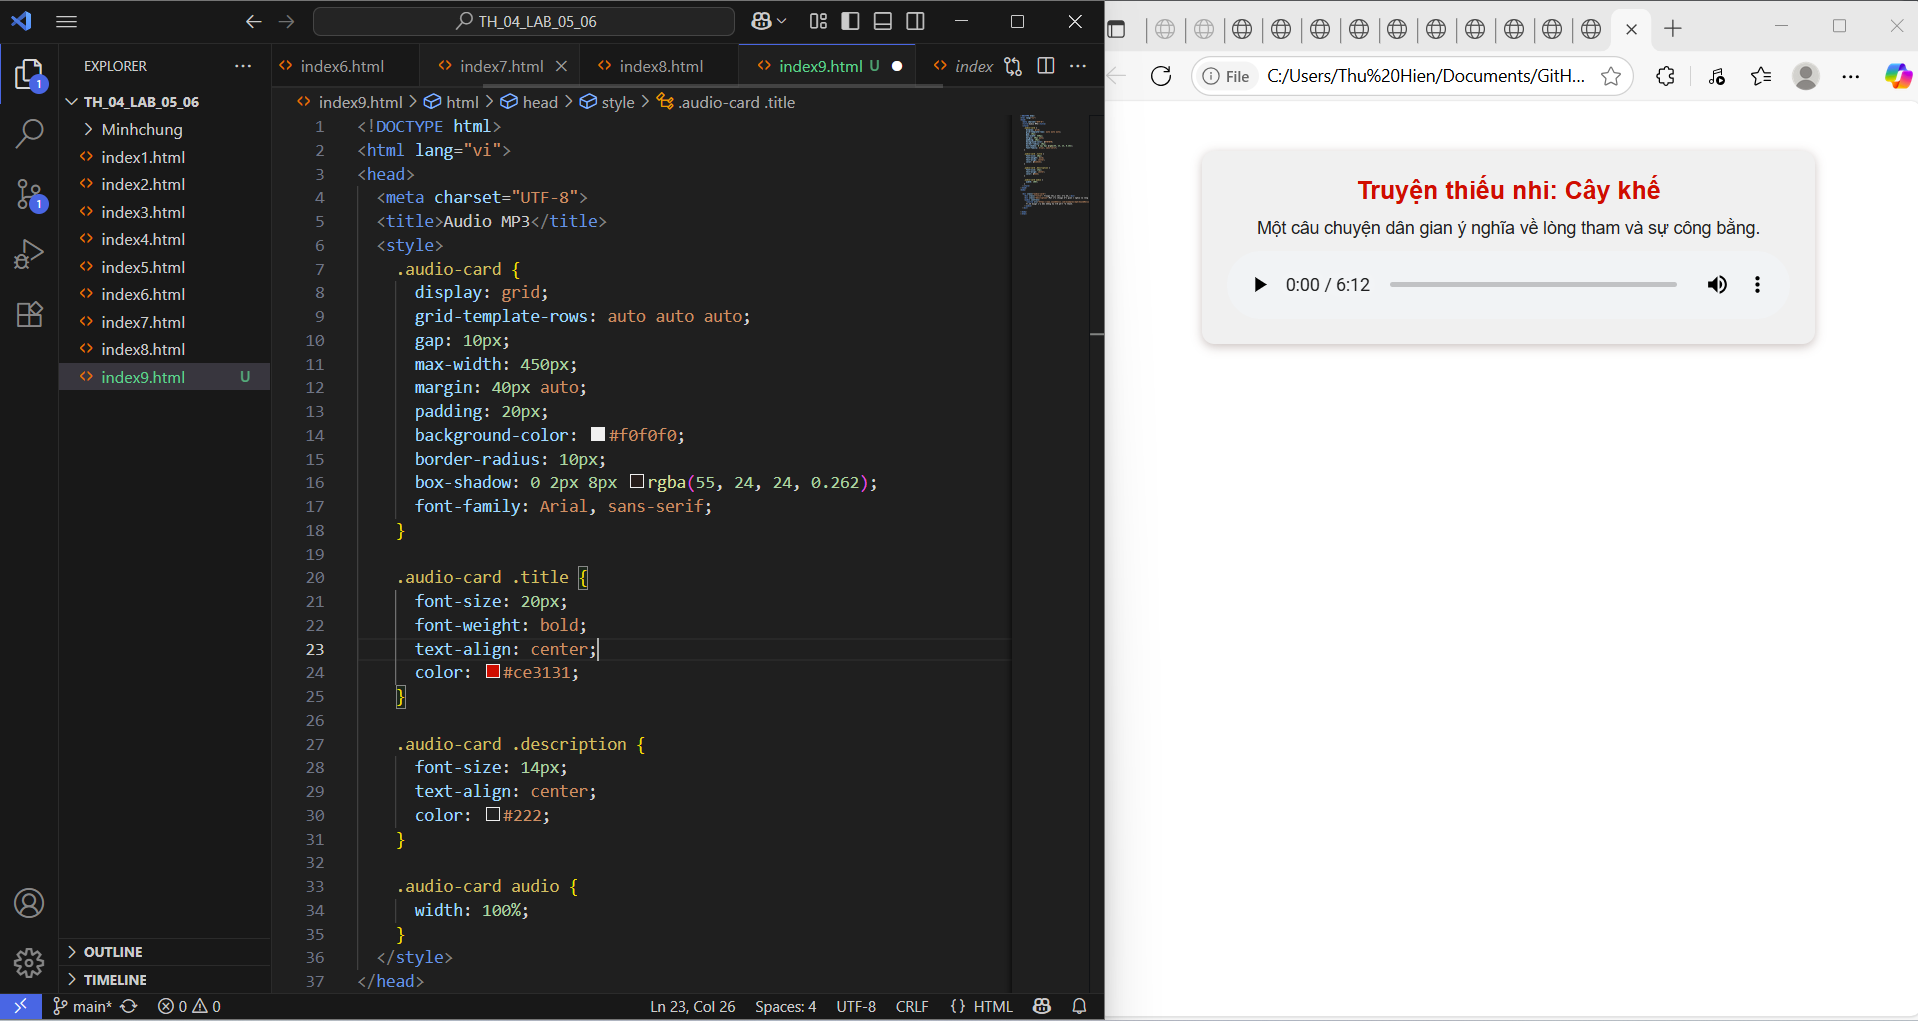 TH_04_LAB_05_06
EXPLORER
index6.html
index7.html
index8.html
index9.html U
index
TH_04_LAB_05_06
Minhchung
index1.html
index2.html
index3.html
index4.html
index5.html
index6.html
index7.html
index8.html
index9.html U
OUTLINE
TIMELINE
index9.html > html > head > style > .audio-card .title
1 <!DOCTYPE html>
2 <html lang="vi">
3 <head>
4 <meta charset="UTF-8">
5 <title>Audio MP3</title>
6 <style>
7 .audio-card {
8 display: grid;
9 grid-template-rows: auto auto auto;
10 gap: 10px;
11 max-width: 450px;
12 margin: 40px auto;
13 padding: 20px;
14 background-color: #f0f0f0;
15 border-radius: 10px;
16 box-shadow: 0 2px 8px rgba(55, 24, 24, 0.262);
17 font-family: Arial, sans-serif;
18 }
19
20 .audio-card .title {
21 font-size: 20px;
22 font-weight: bold;
23 text-align: center;
24 color: #ce3131;
25 }
26
27 .audio-card .description {
28 font-size: 14px;
29 text-align: center;
30 color: #222;
31 }
32
33 .audio-card audio {
34 width: 100%;
35 }
36 </style>
37 </head>
1
1
main*
0
0
Ln 23, Col 26
Spaces: 4
UTF-8
CRLF
{} HTML
File
C:/Users/Thu%20Hien/Documents/GitH...
Truyện thiếu nhi: Cây khế
Một câu chuyện dân gian ý nghĩa về lòng tham và sự công bằng.
0:00 / 6:12